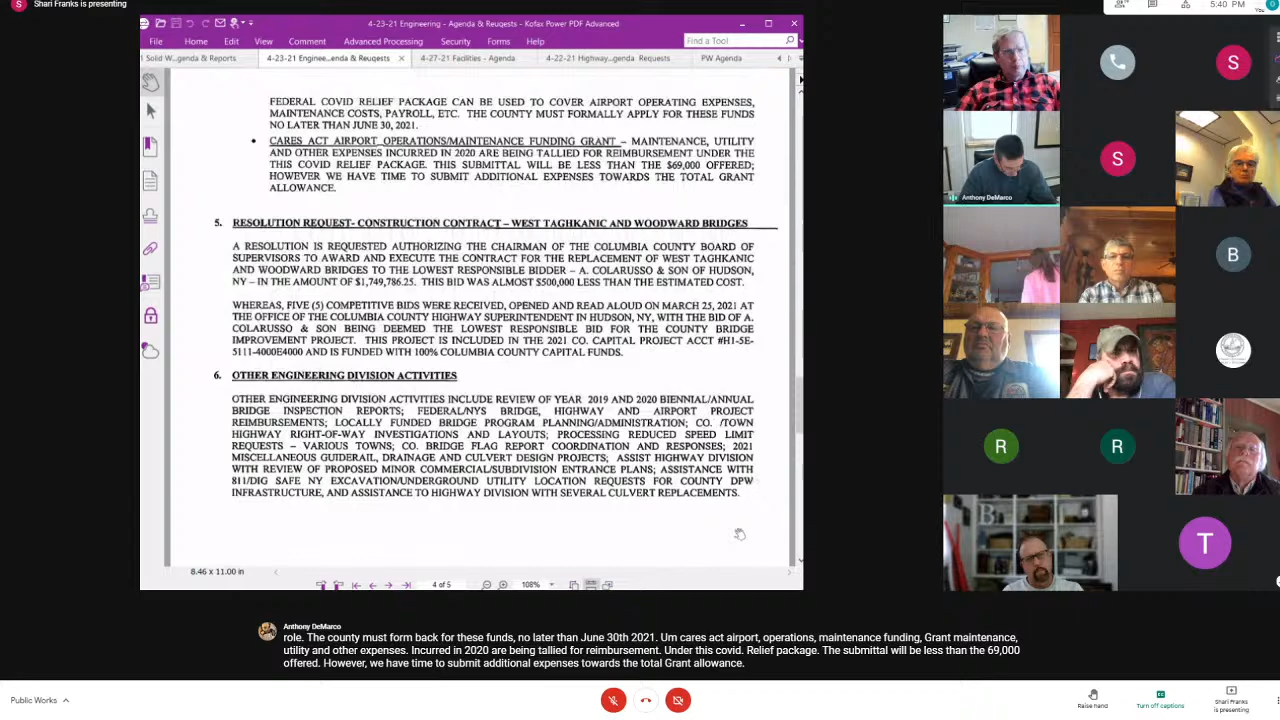 Shari Franks is presenting
5:40 PM
You
4-23-21 Engineering - Agenda & Reuqests - Kofax Power PDF Advanced
File Home Edit View Comment Advanced Processing Security Forms Help
Find a Tool
1 Solid W...genda & Reports
4-23-21 Enginee...enda & Reuqests
4-27-21 Facilities - Agenda
4-22-21 Highway...genda Requests
PW Agenda
FEDERAL COVID RELIEF PACKAGE CAN BE USED TO COVER AIRPORT OPERATING EXPENSES,
MAINTENANCE COSTS, PAYROLL, ETC. THE COUNTY MUST FORMALLY APPLY FOR THESE FUNDS
NO LATER THAN JUNE 30, 2021.
• CARES ACT AIRPORT OPERATIONS/MAINTENANCE FUNDING GRANT – MAINTENANCE, UTILITY
AND OTHER EXPENSES INCURRED IN 2020 ARE BEING TALLIED FOR REIMBURSEMENT UNDER THE
THIS COVID RELIEF PACKAGE. THIS SUBMITTAL WILL BE LESS THAN THE $69,000 OFFERED;
HOWEVER WE HAVE TIME TO SUBMIT ADDITIONAL EXPENSES TOWARDS THE TOTAL GRANT
ALLOWANCE.
5. RESOLUTION REQUEST- CONSTRUCTION CONTRACT – WEST TAGHKANIC AND WOODWARD BRIDGES
A RESOLUTION IS REQUESTED AUTHORIZING THE CHAIRMAN OF THE COLUMBIA COUNTY BOARD OF
SUPERVISORS TO AWARD AND EXECUTE THE CONTRACT FOR THE REPLACEMENT OF WEST TAGHKANIC
AND WOODWARD BRIDGES TO THE LOWEST RESPONSIBLE BIDDER – A. COLARUSSO & SON OF HUDSON,
NY – IN THE AMOUNT OF $1,749,786.25. THIS BID WAS ALMOST $500,000 LESS THAN THE ESTIMATED COST.
WHEREAS, FIVE (5) COMPETITIVE BIDS WERE RECEIVED, OPENED AND READ ALOUD ON MARCH 25, 2021 AT
THE OFFICE OF THE COLUMBIA COUNTY HIGHWAY SUPERINTENDENT IN HUDSON, NY, WITH THE BID OF A.
COLARUSSO & SON BEING DEEMED THE LOWEST RESPONSIBLE BID FOR THE COUNTY BRIDGE
IMPROVEMENT PROJECT. THIS PROJECT IS INCLUDED IN THE 2021 CO. CAPITAL PROJECT ACCT #H1-5E-
5111-4000E4000 AND IS FUNDED WITH 100% COLUMBIA COUNTY CAPITAL FUNDS.
6. OTHER ENGINEERING DIVISION ACTIVITIES
OTHER ENGINEERING DIVISION ACTIVITIES INCLUDE REVIEW OF YEAR 2019 AND 2020 BIENNIAL/ANNUAL
BRIDGE INSPECTION REPORTS; FEDERAL/NYS BRIDGE, HIGHWAY AND AIRPORT PROJECT
REIMBURSEMENTS; LOCALLY FUNDED BRIDGE PROGRAM PLANNING/ADMINISTRATION; CO. /TOWN
HIGHWAY RIGHT-OF-WAY INVESTIGATIONS AND LAYOUTS; PROCESSING REDUCED SPEED LIMIT
REQUESTS – VARIOUS TOWNS; CO. BRIDGE FLAG REPORT COORDINATION AND RESPONSES; 2021
MISCELLANEOUS GUIDERAIL, DRAINAGE AND CULVERT DESIGN PROJECTS; ASSIST HIGHWAY DIVISION
WITH REVIEW OF PROPOSED MINOR COMMERCIAL/SUBDIVISION ENTRANCE PLANS; ASSISTANCE WITH
811/DIG SAFE NY EXCAVATION/UNDERGROUND UTILITY LOCATION REQUESTS FOR COUNTY DPW
INFRASTRUCTURE, AND ASSISTANCE TO HIGHWAY DIVISION WITH SEVERAL CULVERT REPLACEMENTS.
8.46 x 11.00 in
4 of 5
108%
S
S
Anthony DeMarco
B
R
R
T
Anthony DeMarco
role. The county must form back for these funds, no later than June 30th 2021. Um cares act airport, operations, maintenance funding, Grant maintenance,
utility and other expenses. Incurred in 2020 are being tallied for reimbursement. Under this covid. Relief package. The submittal will be less than the 69,000
offered. However, we have time to submit additional expenses towards the total Grant allowance.
Public Works
Raise hand
Turn off captions
Shari Franks
is presenting